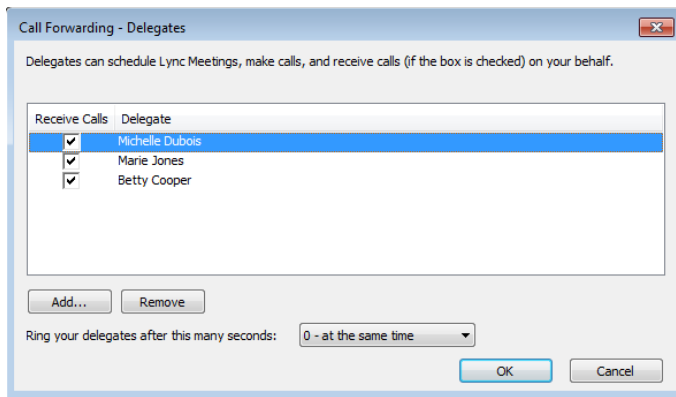 Call Forwarding - Delegates
Delegates can schedule Lync Meetings, make calls, and receive calls (if the box is checked) on your behalf.
Receive Calls Delegate
Michelle Dubois
Marie Jones
Betty Cooper
Add... Remove
Ring your delegates after this many seconds: 0 - at the same time
OK Cancel